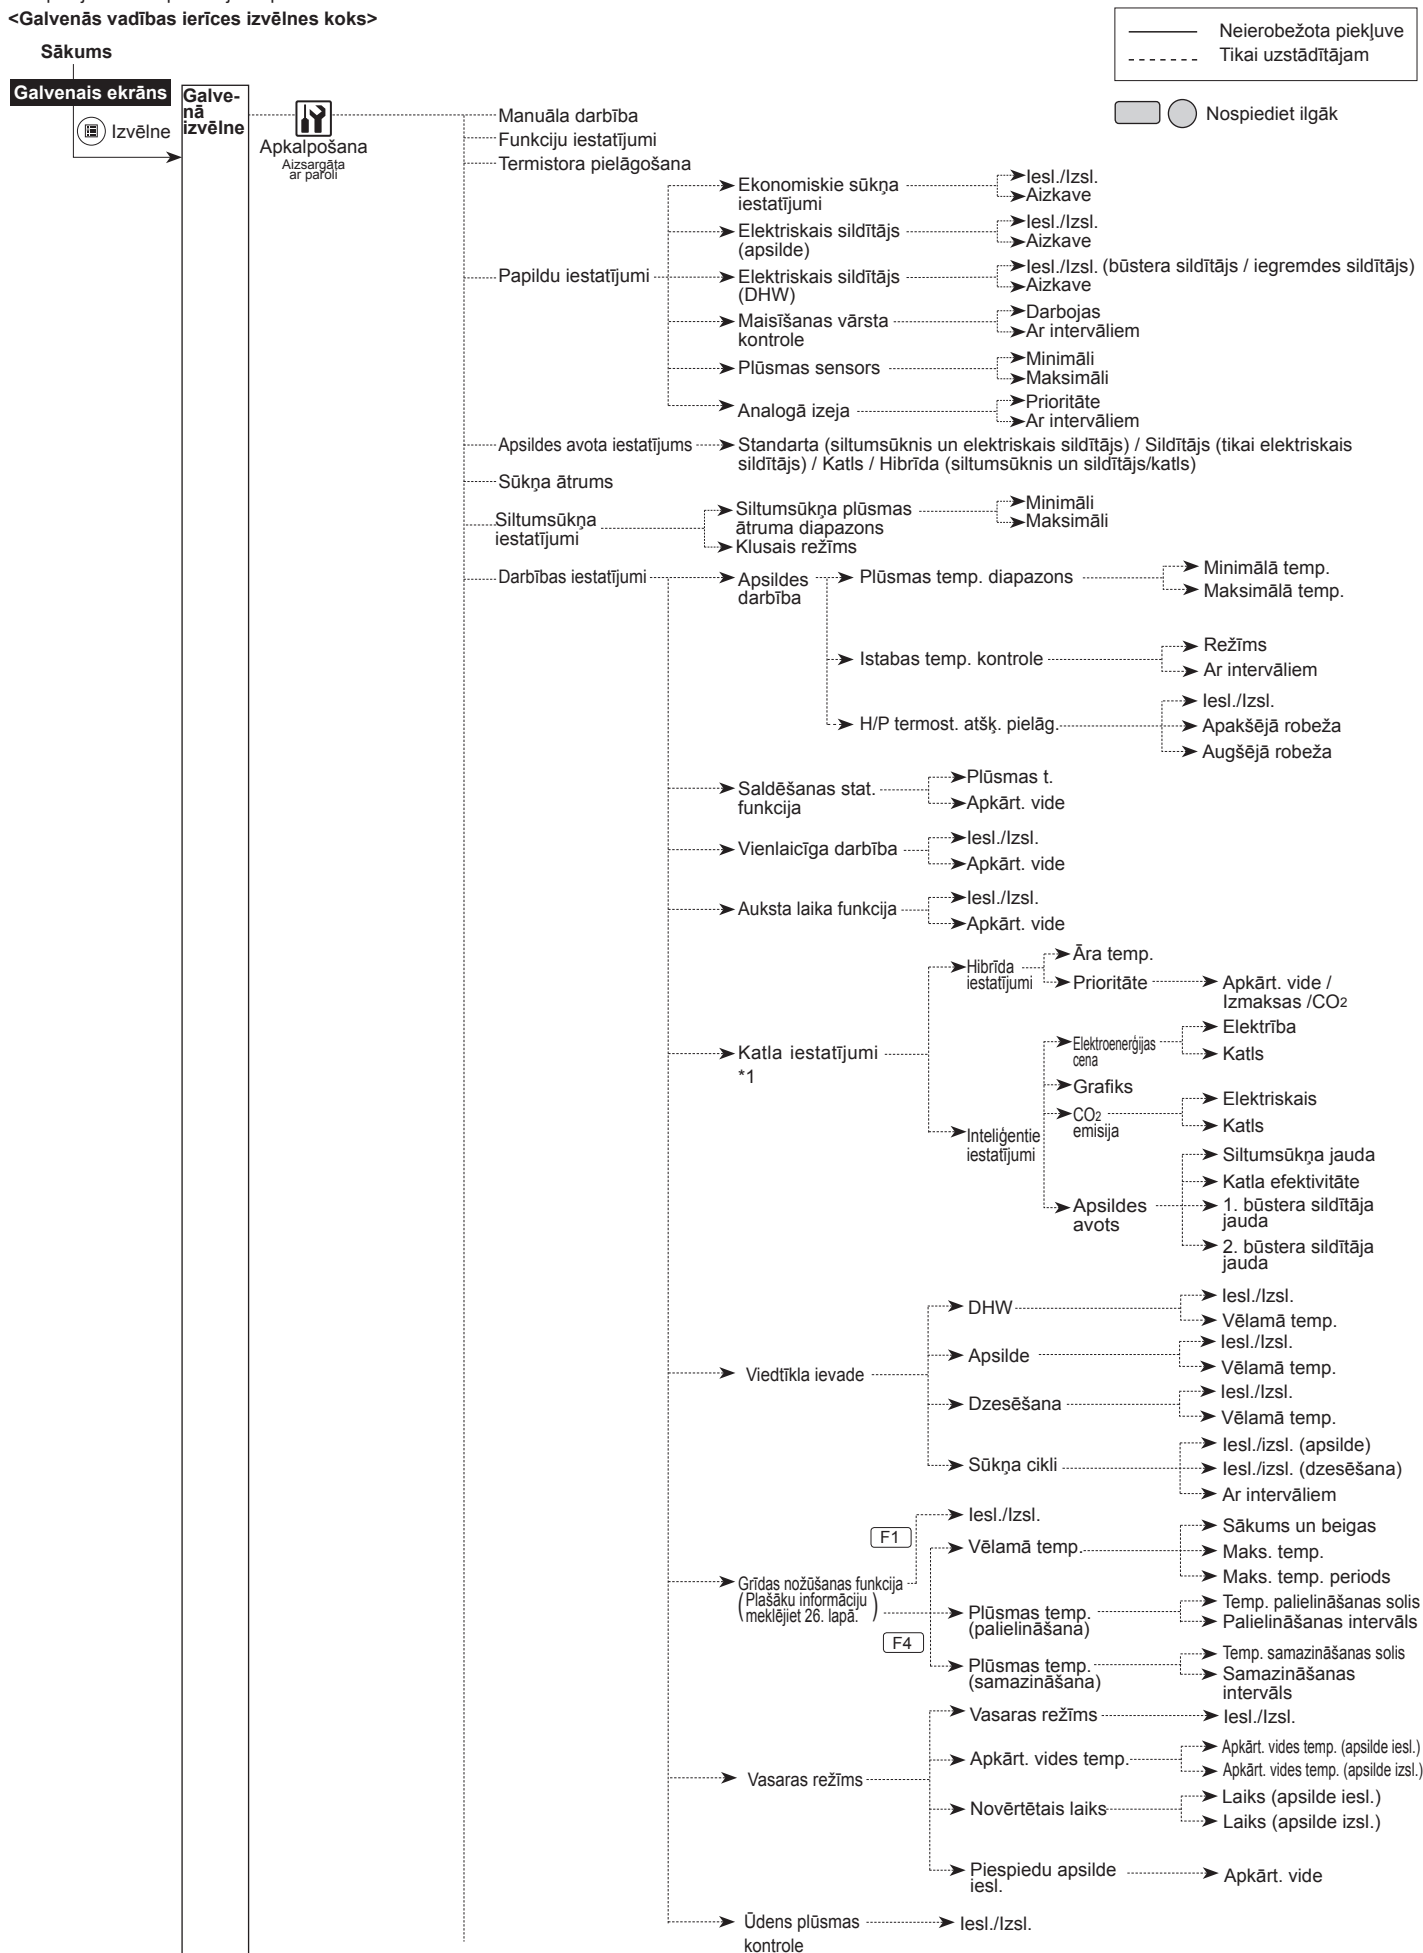 <Galvenās vadības ierīces izvēlnes koks>
Neierobežota piekļuve
Tikai uzstādītājam
Nospiediet ilgāk
Sākums
Galvenais ekrāns
Izvēlne
Galve-
nā
izvēlne
Apkalpošana
Aizsargāta
ar paroli
Manuāla darbība
Funkciju iestatījumi
Termistora pielāgošana
Papildu iestatījumi
Ekonomiskie sūkņa
iestatījumi
Iesl./Izsl.
Aizkave
Elektriskais sildītājs
(apsilde)
Iesl./Izsl.
Aizkave
Elektriskais sildītājs
(DHW)
Iesl./Izsl. (būstera sildītājs / iegremdes sildītājs)
Aizkave
Maisīšanas vārsta
kontrole
Darbojas
Ar intervāliem
Plūsmas sensors
Minimāli
Maksimāli
Analogā izeja
Prioritāte
Ar intervāliem
Apsildes avota iestatījums
Standarta (siltumsūknis un elektriskais sildītājs) / Sildītājs (tikai elektriskais
sildītājs) / Katls / Hibrīda (siltumsūknis un sildītājs/katls)
Sūkņa ātrums
Siltumsūkņa
iestatījumi
Siltumsūkņa plūsmas
ātruma diapazons
Minimāli
Maksimāli
Klusais režīms
Darbības iestatījumi
Apsildes
darbība
Plūsmas temp. diapazons
Minimālā temp.
Maksimālā temp.
Istabas temp. kontrole
Režīms
Ar intervāliem
H/P termost. atšķ. pielāg.
Iesl./Izsl.
Apakšējā robeža
Augšējā robeža
Saldēšanas stat.
funkcija
Plūsmas t.
Apkārt. vide
Vienlaicīga darbība
Iesl./Izsl.
Apkārt. vide
Auksta laika funkcija
Iesl./Izsl.
Apkārt. vide
Katla iestatījumi
*1
Hibrīda
iestatījumi
Āra temp.
Prioritāte
Apkārt. vide /
Izmaksas /CO2
Inteliģentie
iestatījumi
Elektroenerģijas
cena
Elektrība
Katls
Grafiks
CO2
emisija
Elektriskais
Katls
Apsildes
avots
Siltumsūkņa jauda
Katla efektivitāte
1. būstera sildītāja
jauda
2. būstera sildītāja
jauda
Viedtīkla ievade
DHW
Iesl./Izsl.
Vēlamā temp.
Apsilde
Iesl./Izsl.
Vēlamā temp.
Dzesēšana
Iesl./Izsl.
Vēlamā temp.
Sūkņa cikli
Iesl./izsl. (apsilde)
Iesl./izsl. (dzesēšana)
Ar intervāliem
Grīdas nožūšanas funkcija
(Plašāku informāciju
meklējiet 26. lapā.)
F1
Iesl./Izsl.
F4
Vēlamā temp.
Sākums un beigas
Maks. temp.
Maks. temp. periods
Plūsmas temp.
(palielināšana)
Temp. palielināšanas solis
Palielināšanas intervāls
Plūsmas temp.
(samazināšana)
Temp. samazināšanas solis
Samazināšanas
intervāls
Vasaras režīms
Vasaras režīms
Iesl./Izsl.
Apkārt. vides temp.
Apkārt. vides temp. (apsilde iesl.)
Apkārt. vides temp. (apsilde izsl.)
Novērtētais laiks
Laiks (apsilde iesl.)
Laiks (apsilde izsl.)
Piespiedu apsilde
iesl.
Apkārt. vide
Ūdens plūsmas
kontrole
Iesl./Izsl.